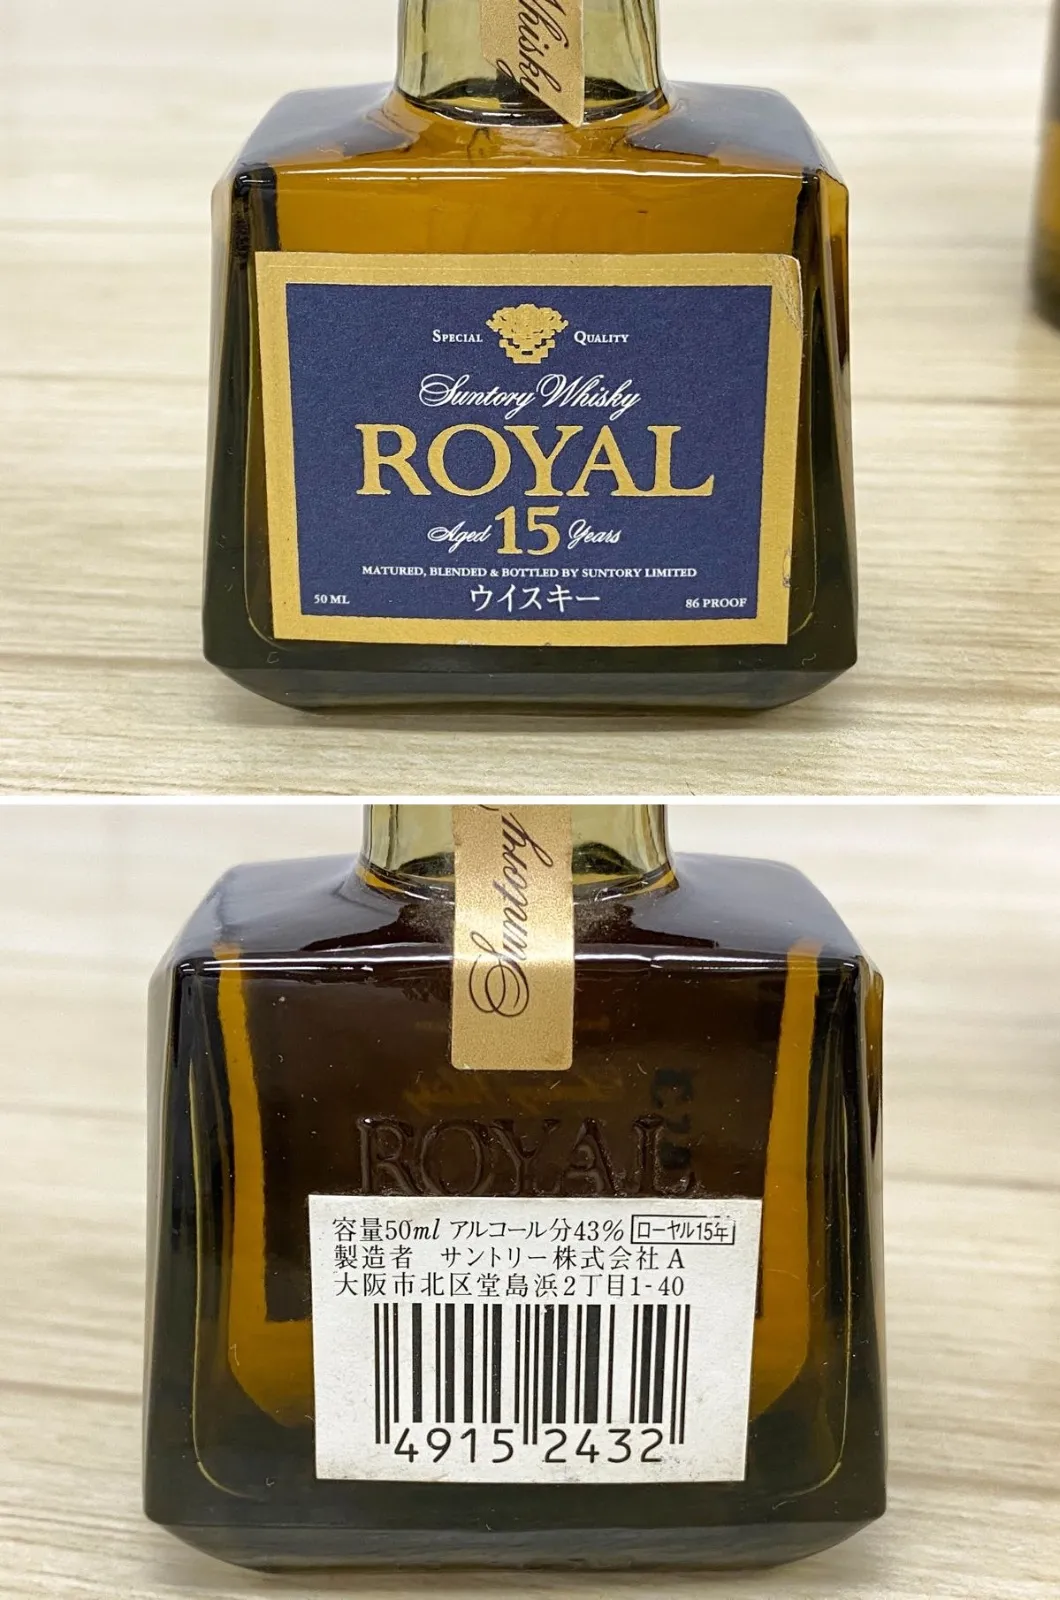 Whisky
SPECIAL QUALITY
Suntory Whisky
ROYAL
Aged 15 Years
MATURED, BLENDED & BOTTLED BY SUNTORY LIMITED
50 ML ウイスキー 86 PROOF
Suntory
ROYAL
容量50ml アルコール分43% ローヤル15年
製造者 サントリー株式会社 A
大阪市北区堂島浜2丁目1-40
4915 2432